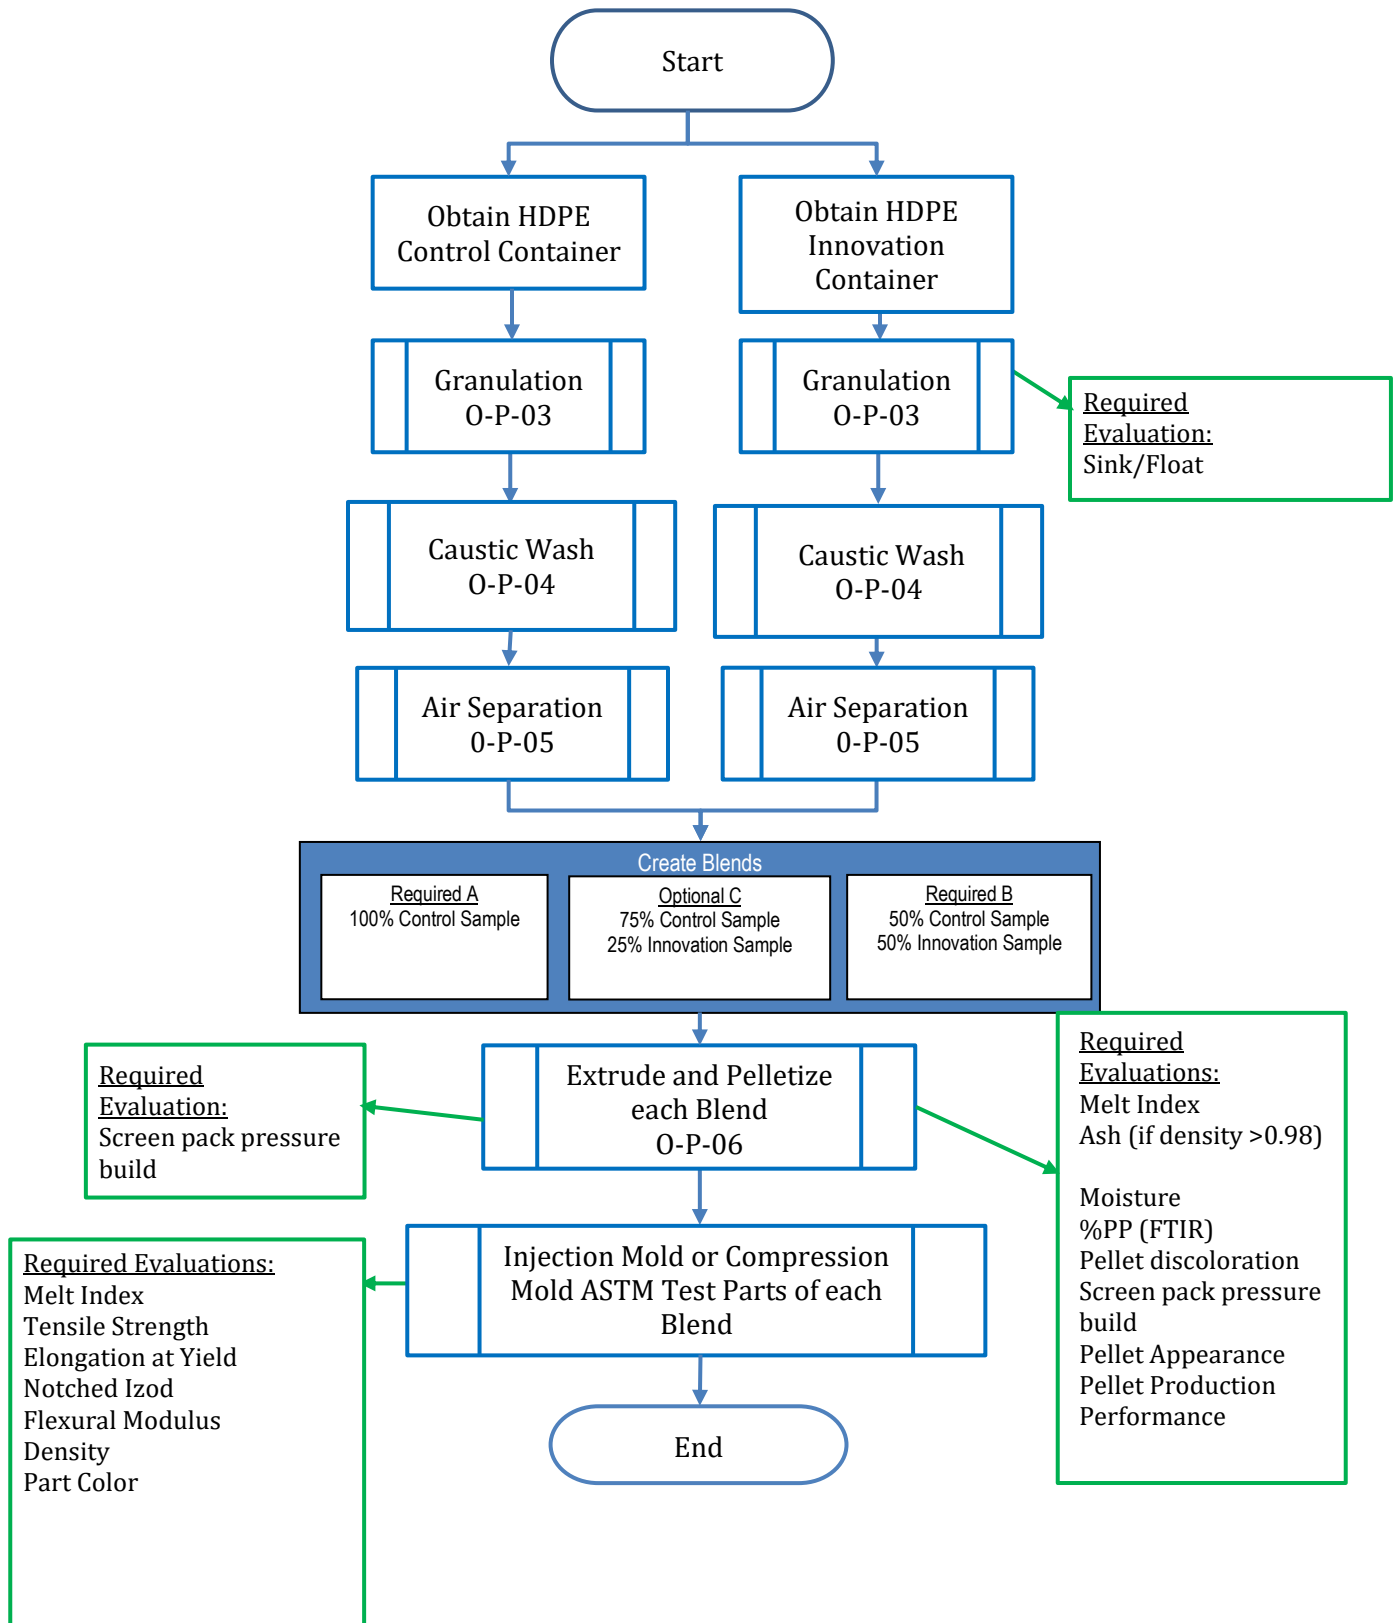 Start
Obtain HDPE
Control Container
Obtain HDPE
Innovation
Container
Granulation
O-P-03
Granulation
O-P-03
Required
Evaluation:
Sink/Float
Caustic Wash
O-P-04
Caustic Wash
O-P-04
Air Separation
0-P-05
Air Separation
0-P-05
Create Blends
Required A
100% Control Sample
Optional C
75% Control Sample
25% Innovation Sample
Required B
50% Control Sample
50% Innovation Sample
Required
Evaluation:
Screen pack pressure
build
Extrude and Pelletize
each Blend
O-P-06
Required
Evaluations:
Melt Index
Ash (if density >0.98)
Moisture
%PP (FTIR)
Pellet discoloration
Screen pack pressure
build
Pellet Appearance
Pellet Production
Performance
Required Evaluations:
Melt Index
Tensile Strength
Elongation at Yield
Notched Izod
Flexural Modulus
Density
Part Color
Injection Mold or Compression
Mold ASTM Test Parts of each
Blend
End